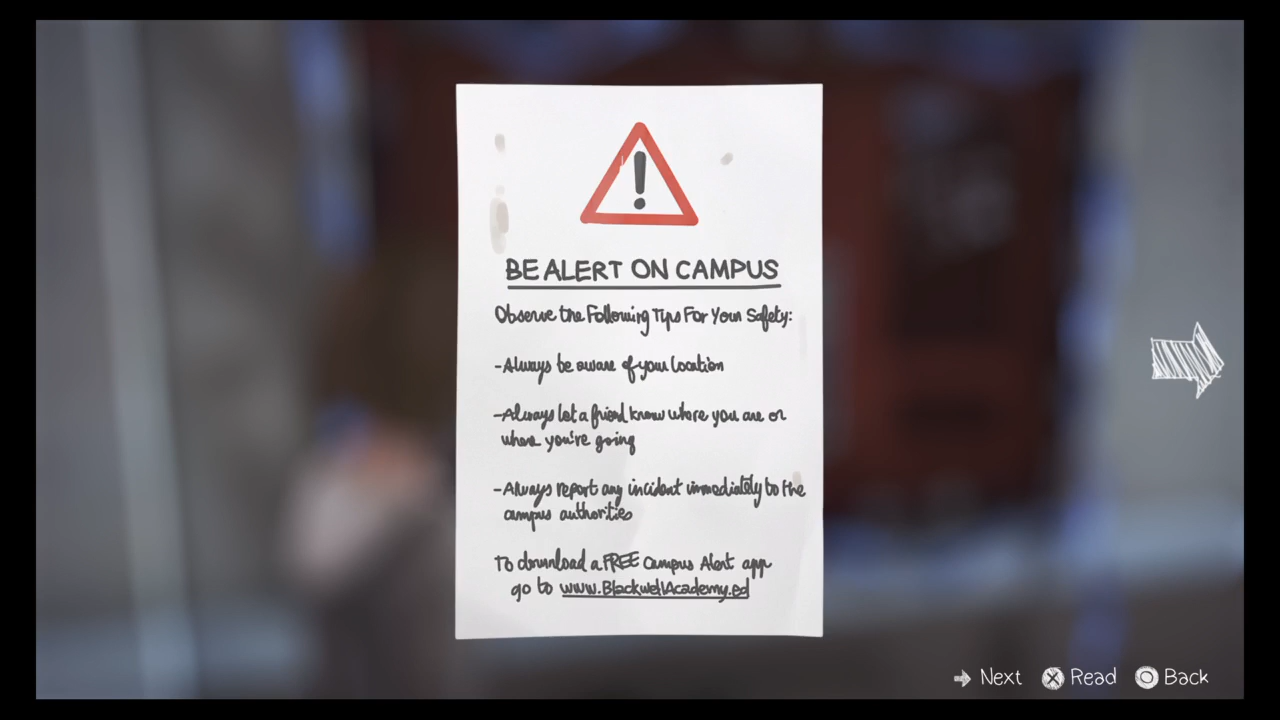 !
BE ALERT ON CAMPUS
Observe the Following Tips For Your Safety:
-Always be aware of your location
-Always let a friend know where you are or
where you're going
-Always report any incident immediately to the
campus authorities
To download a FREE Campus Alert app
go to www.BlackwellAcademy.ed
Next Read Back